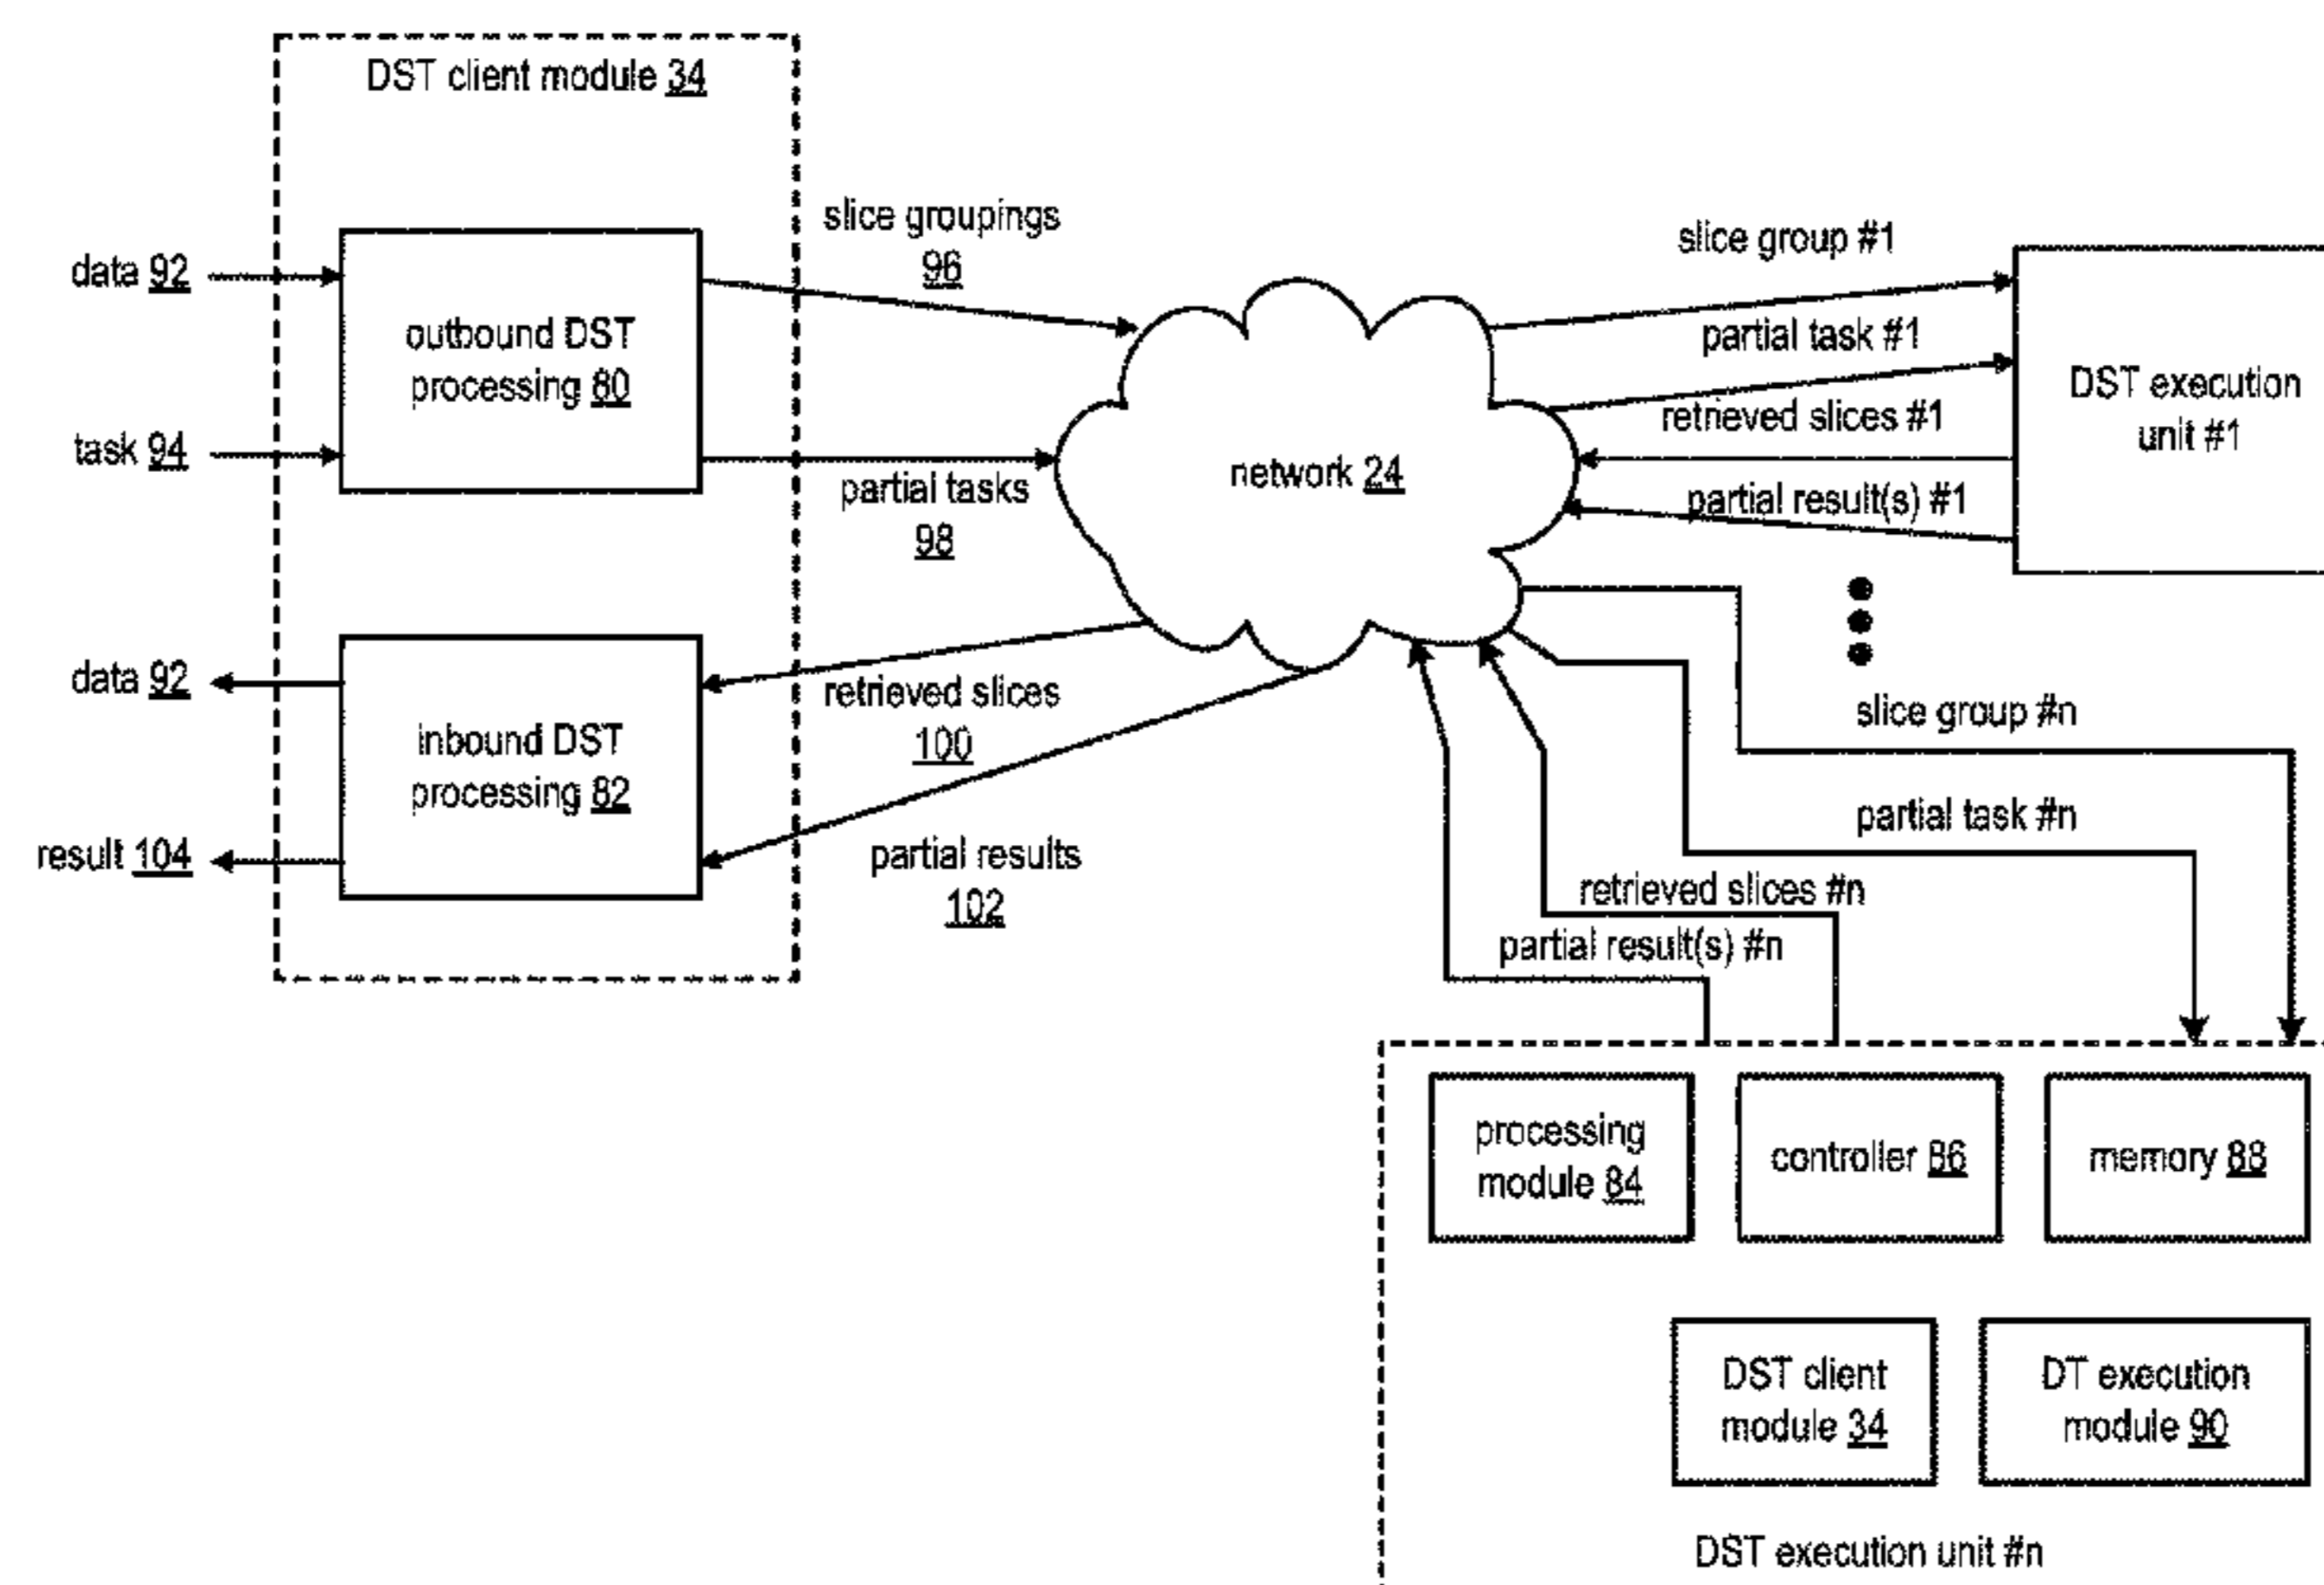 DST client module 34
data 92
task 94
outbound DST
processing 80
slice groupings
96
partial tasks
98
data 92
result 104
inbound DST
processing 82
retrieved slices
100
partial results
102
network 24
slice group #1
partial task #1
retrieved slices #1
partial result(s) #1
DST execution
unit #1
slice group #n
partial task #n
retrieved slices #n
partial result(s) #n
processing
module 84
controller 86
memory 88
DST client
module 34
DT execution
module 90
DST execution unit #n